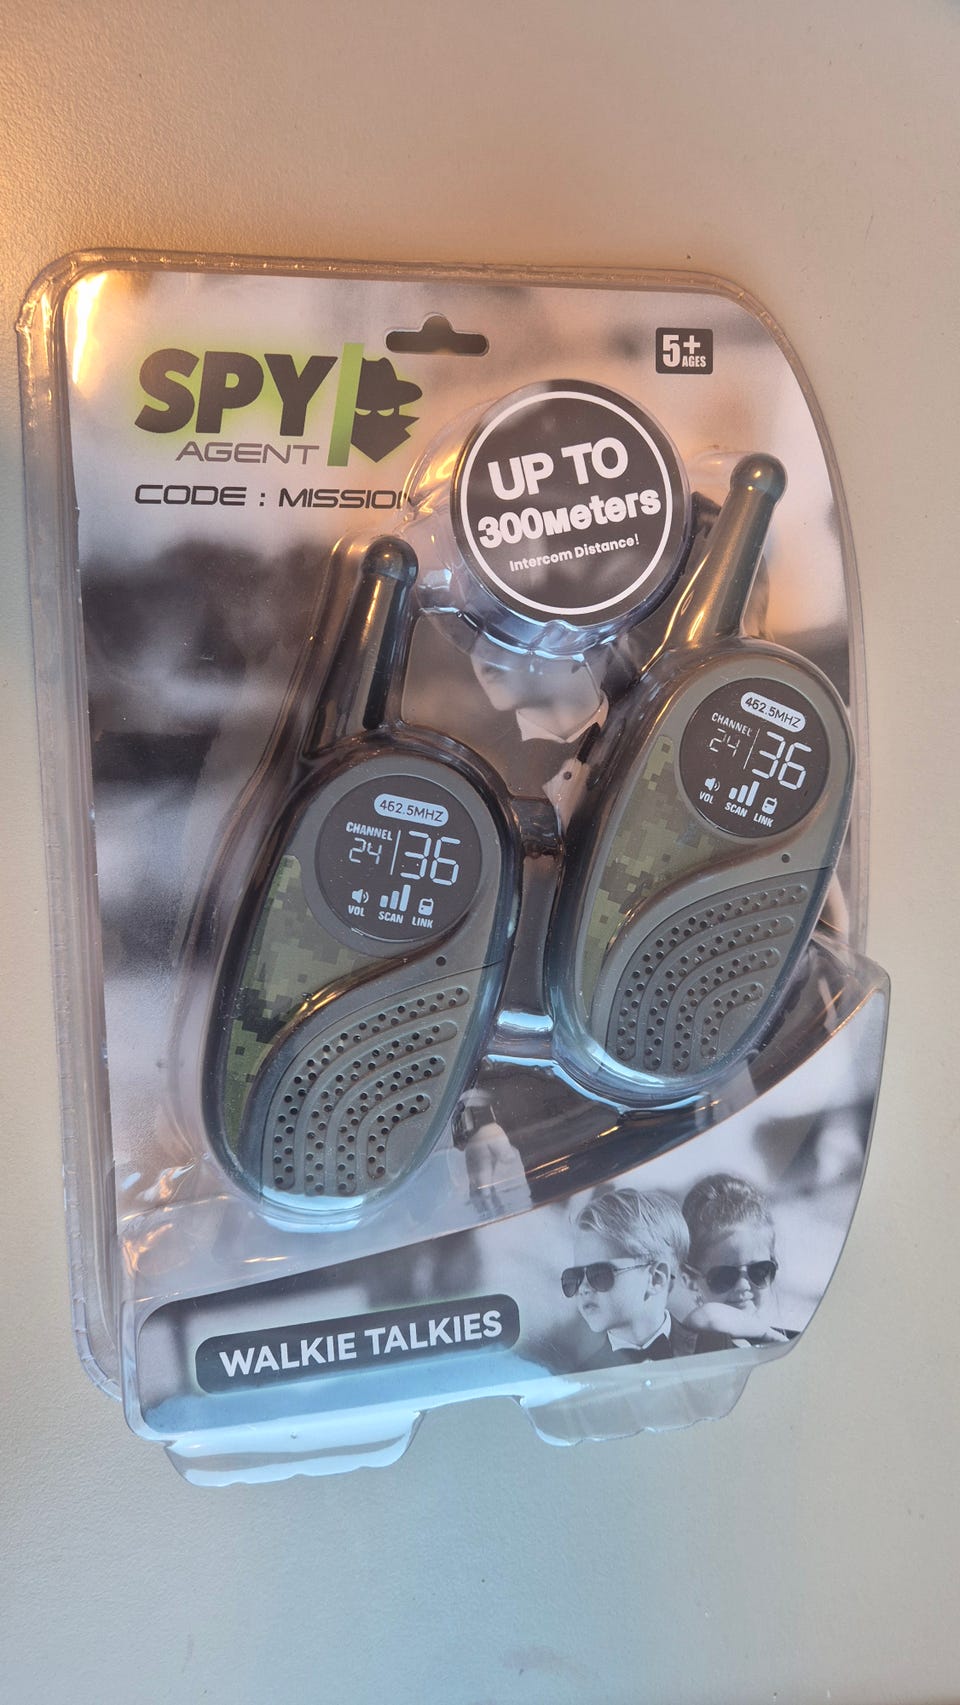 SPY
AGENT
CODE : MISSION
5+
AGES
UP TO
300Meters
Intercom Distance!
462.5MHZ
CHANNEL
24 36
VOL SCAN LINK
462.5MHZ
CHANNEL
24 36
VOL SCAN LINK
WALKIE TALKIES